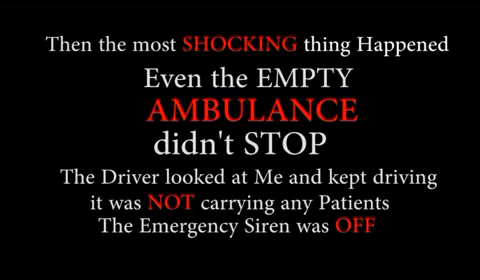 Then the most SHOCKING thing Happened
Even the EMPTY
AMBULANCE
didn't STOP
The Driver looked at Me and kept driving
it was NOT carrying any Patients
The Emergency Siren was OFF